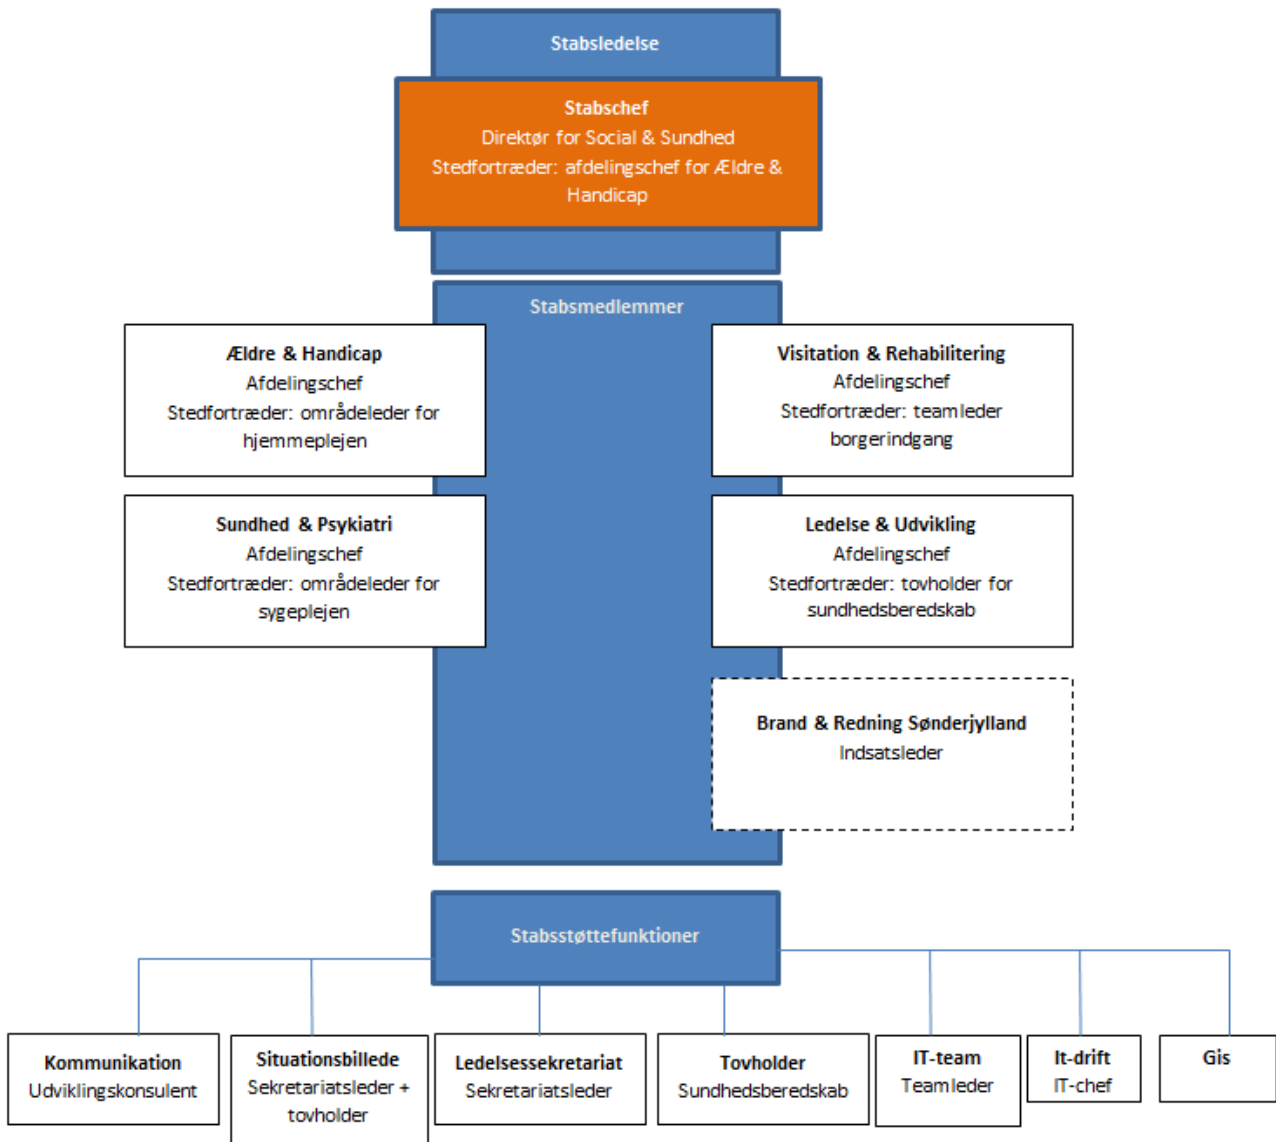 Stabsledelse
Stabschef
Direktør for Social & Sundhed
Stedfortræder: afdelingschef for Ældre &
Handicap
Stabsmedlemmer
Ældre & Handicap
Afdelingschef
Stedfortræder: områdeleder for
hjemmeplejen
Visitation & Rehabilitering
Afdelingschef
Stedfortræder: teamleder
borgerindgang
Sundhed & Psykiatri
Afdelingschef
Stedfortræder: områdeleder for
sygeplejen
Ledelse & Udvikling
Afdelingschef
Stedfortræder: tovholder for
sundhedsberedskab
Brand & Redning Sønderjylland
Indsatsleder
Stabsstøttefunktioner
Kommunikation
Udviklingskonsulent
Situationsbillede
Sekretariatsleder +
tovholder
Ledelsessekretariat
Sekretariatsleder
Tovholder
Sundhedsberedskab
IT-team
Teamleder
It-drift
IT-chef
Gis